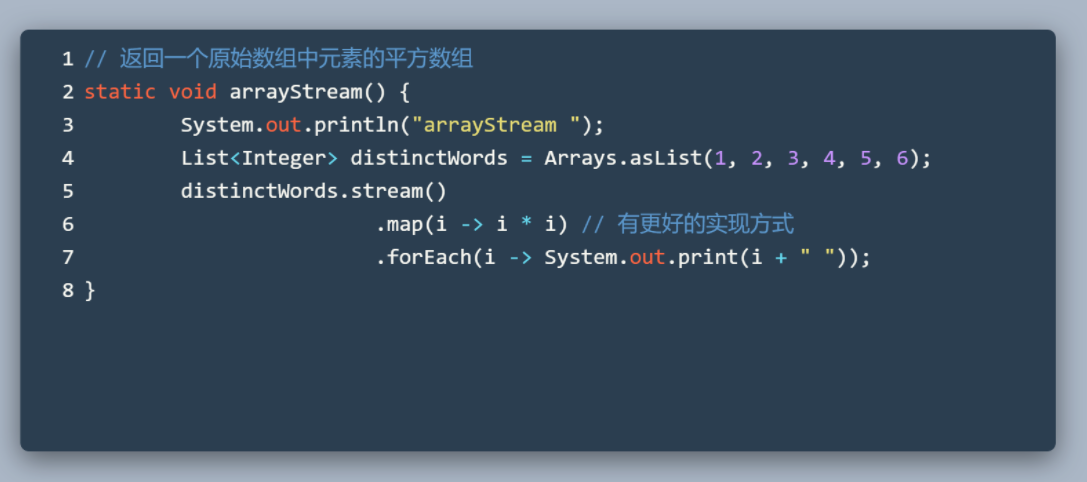 1 // 返回一个原始数组中元素的平方数组
2 static void arrayStream() {
3         System.out.println("arrayStream ");
4         List<Integer> distinctWords = Arrays.asList(1, 2, 3, 4, 5, 6);
5         distinctWords.stream()
6                         .map(i -> i * i) // 有更好的实现方式
7                         .forEach(i -> System.out.print(i + " "));
8 }